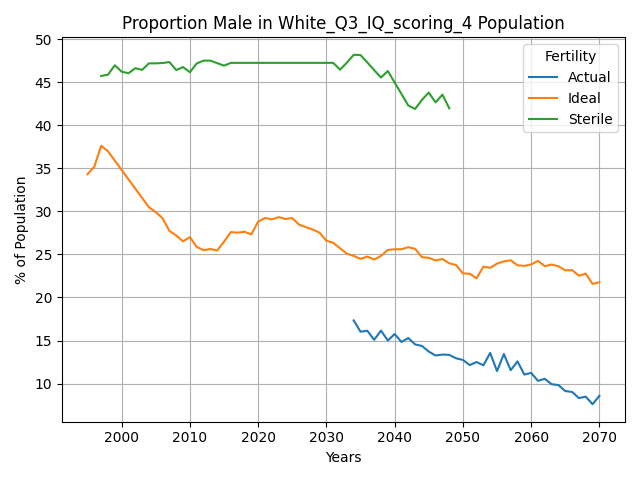 Proportion Male in White_Q3_IQ_scoring_4 Population
% of Population
50
45
40
35
30
25
20
15
10
Fertility
Actual
Ideal
Sterile
2000 2010 2020 2030 2040 2050 2060 2070
Years